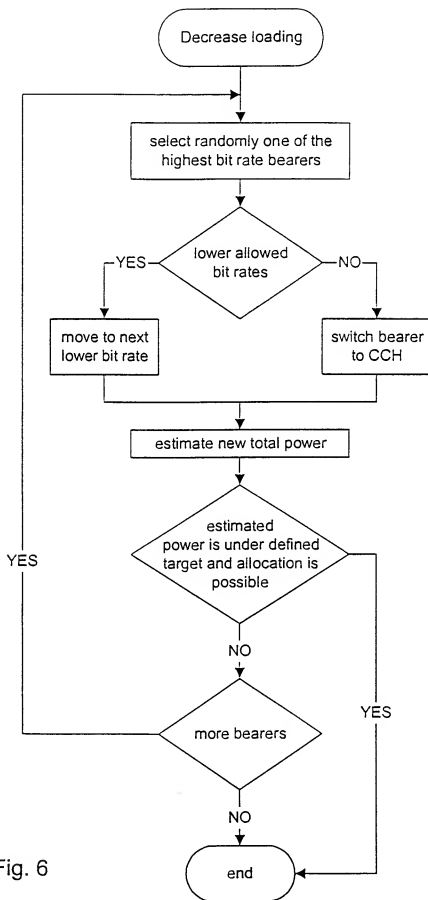 Decrease loading
select randomly one of the
highest bit rate bearers
lower allowed
bit rates
YES
NO
move to next
lower bit rate
switch bearer
to CCH
estimate new total power
estimated
power is under defined
target and allocation is
possible
YES
NO
YES
more bearers
NO
end
Fig. 6